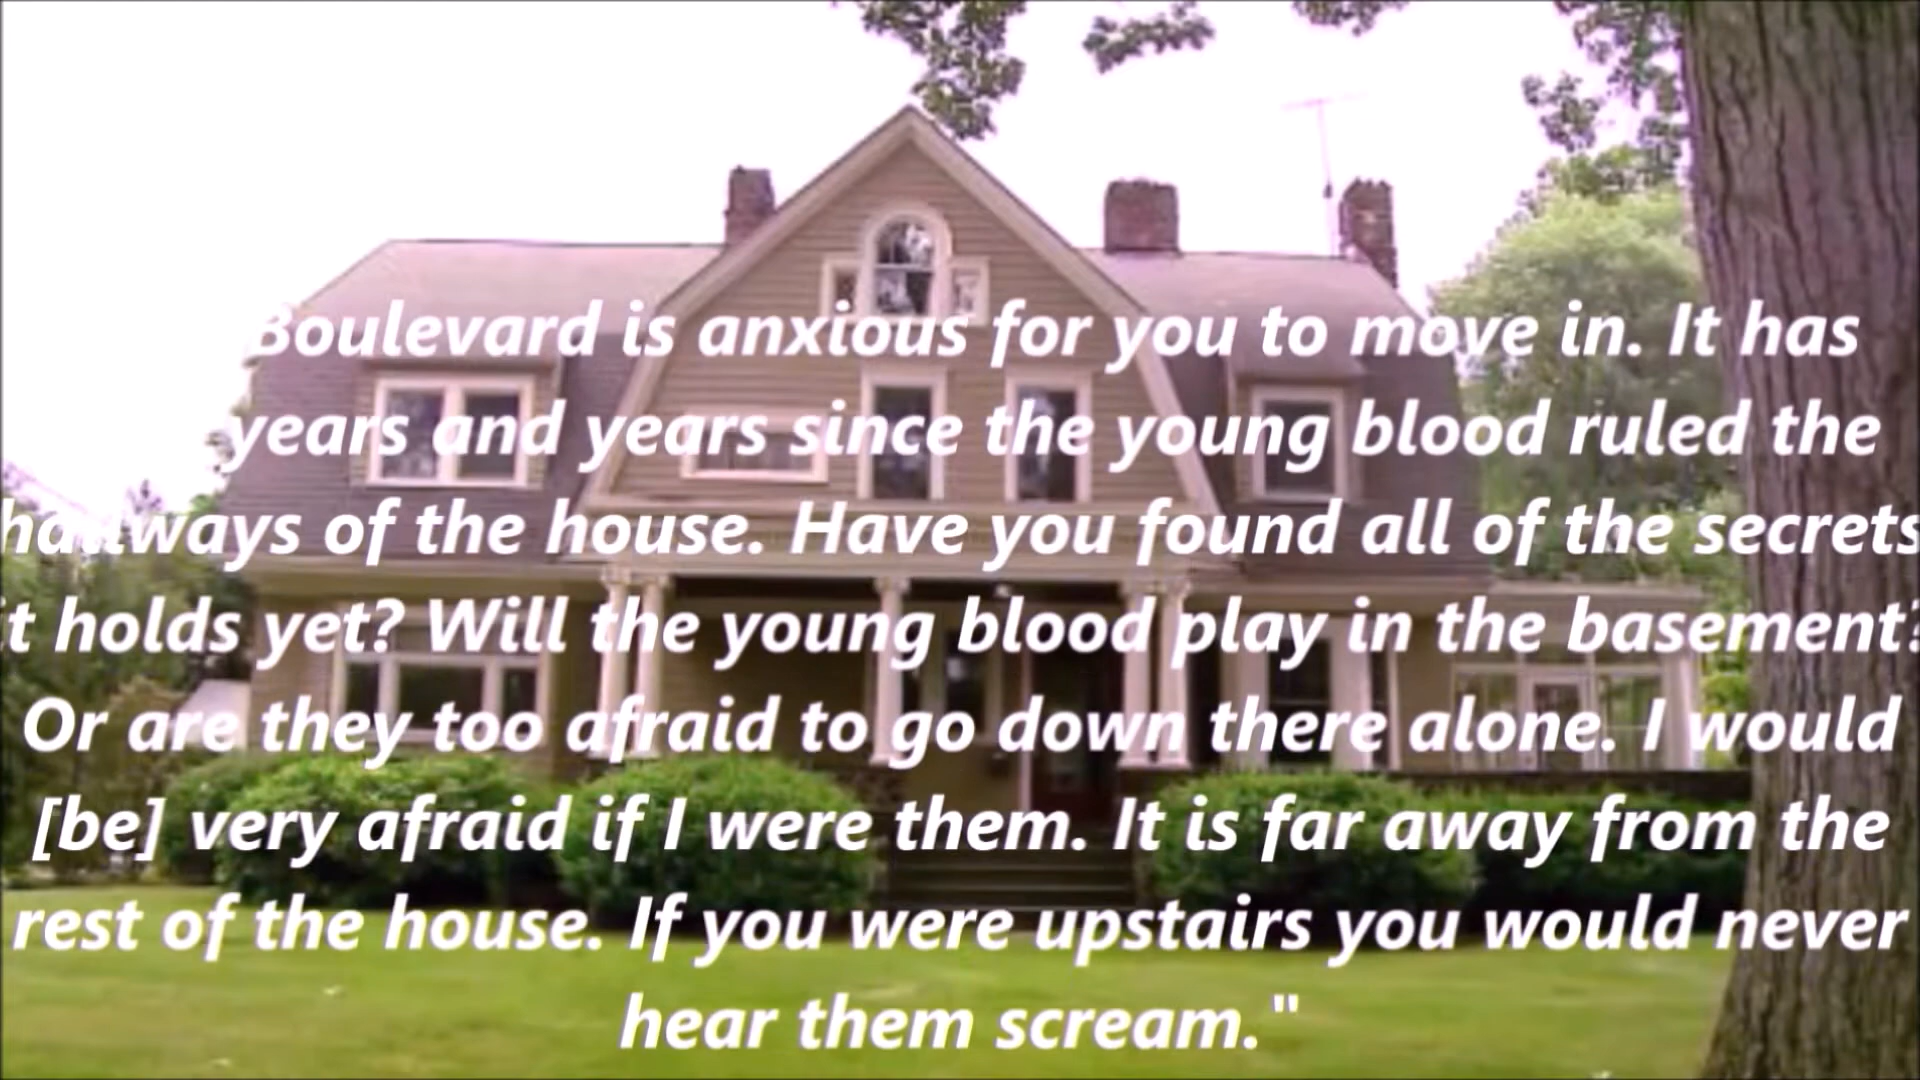 Boulevard is anxious for you to move in. It has
years and years since the young blood ruled the
hallways of the house. Have you found all of the secrets
it holds yet? Will the young blood play in the basement?
Or are they too afraid to go down there alone. I would
[be] very afraid if I were them. It is far away from the
rest of the house. If you were upstairs you would never
hear them scream."